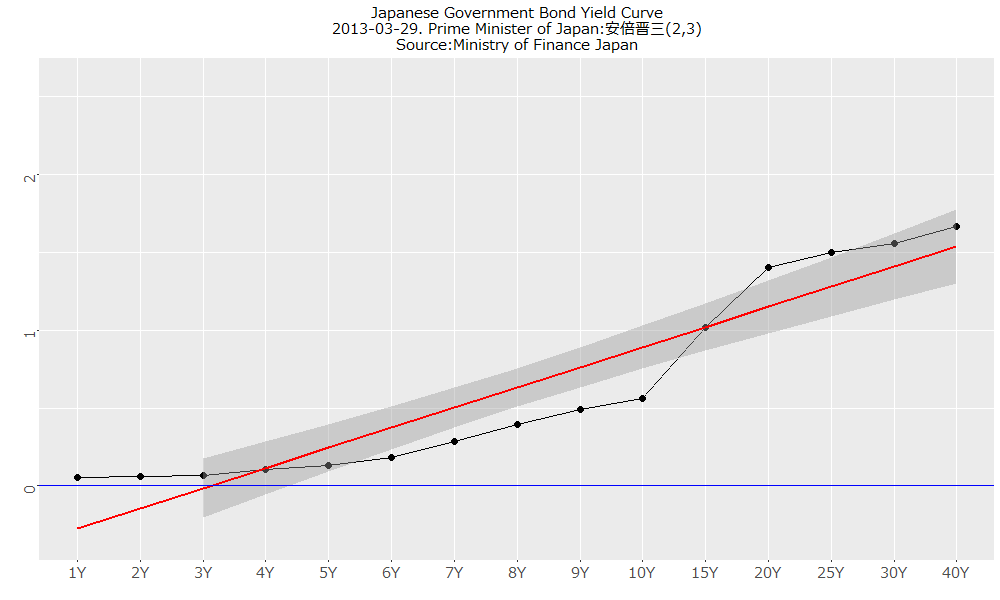 Japanese Government Bond Yield Curve
2013-03-29. Prime Minister of Japan:安倍晋三(2,3)
Source:Ministry of Finance Japan
2
1
0
1Y 2Y 3Y 4Y 5Y 6Y 7Y 8Y 9Y 10Y 15Y 20Y 25Y 30Y 40Y